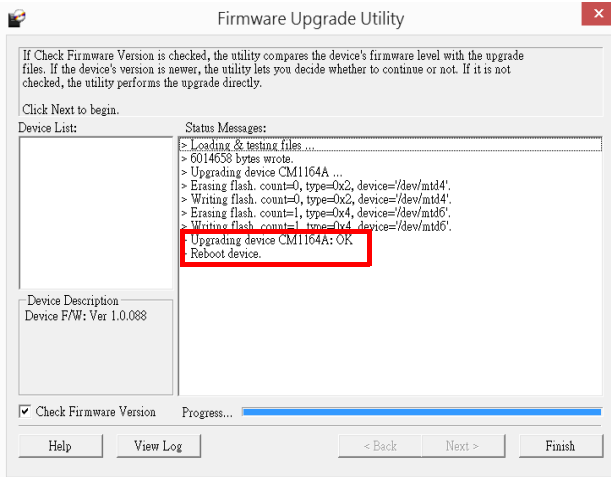 Firmware Upgrade Utility
If Check Firmware Version is checked, the utility compares the device's firmware level with the upgrade
files. If the device's version is newer, the utility lets you decide whether to continue or not. If it is not
checked, the utility performs the upgrade directly.
Click Next to begin.
Device List:
Status Messages:
> Loading & testing files ...
> 6014658 bytes wrote.
> Upgrading device CM1164A ...
> Erasing flash. count=0, type=0x2, device='/dev/mtd4'.
> Writing flash. count=0, type=0x2, device='/dev/mtd4'.
> Erasing flash. count=1, type=0x4, device='/dev/mtd6'.
> Writing flash. count=1, type=0x4, device='/dev/mtd6'.
Upgrading device CM1164A: OK
Reboot device.
Device Description
Device F/W: Ver 1.0.088
Check Firmware Version
Progress...
Help
View Log
< Back
Next >
Finish